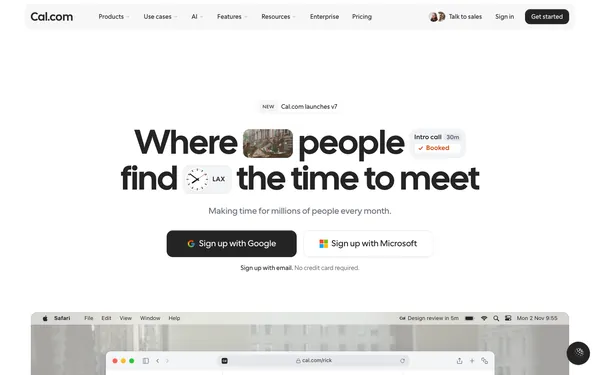 Cal.com Products Use cases AI Features Resources Enterprise Pricing Talk to sales Sign in Get started
NEW Cal.com launches v7
Where people Intro call 30m
Booked
find LAX the time to meet
Making time for millions of people every month.
Sign up with Google Sign up with Microsoft
Sign up with email. No credit card required.
Safari File Edit View Window Help Design review in 5m Mon 2 Nov 9:55
cal.com/rick